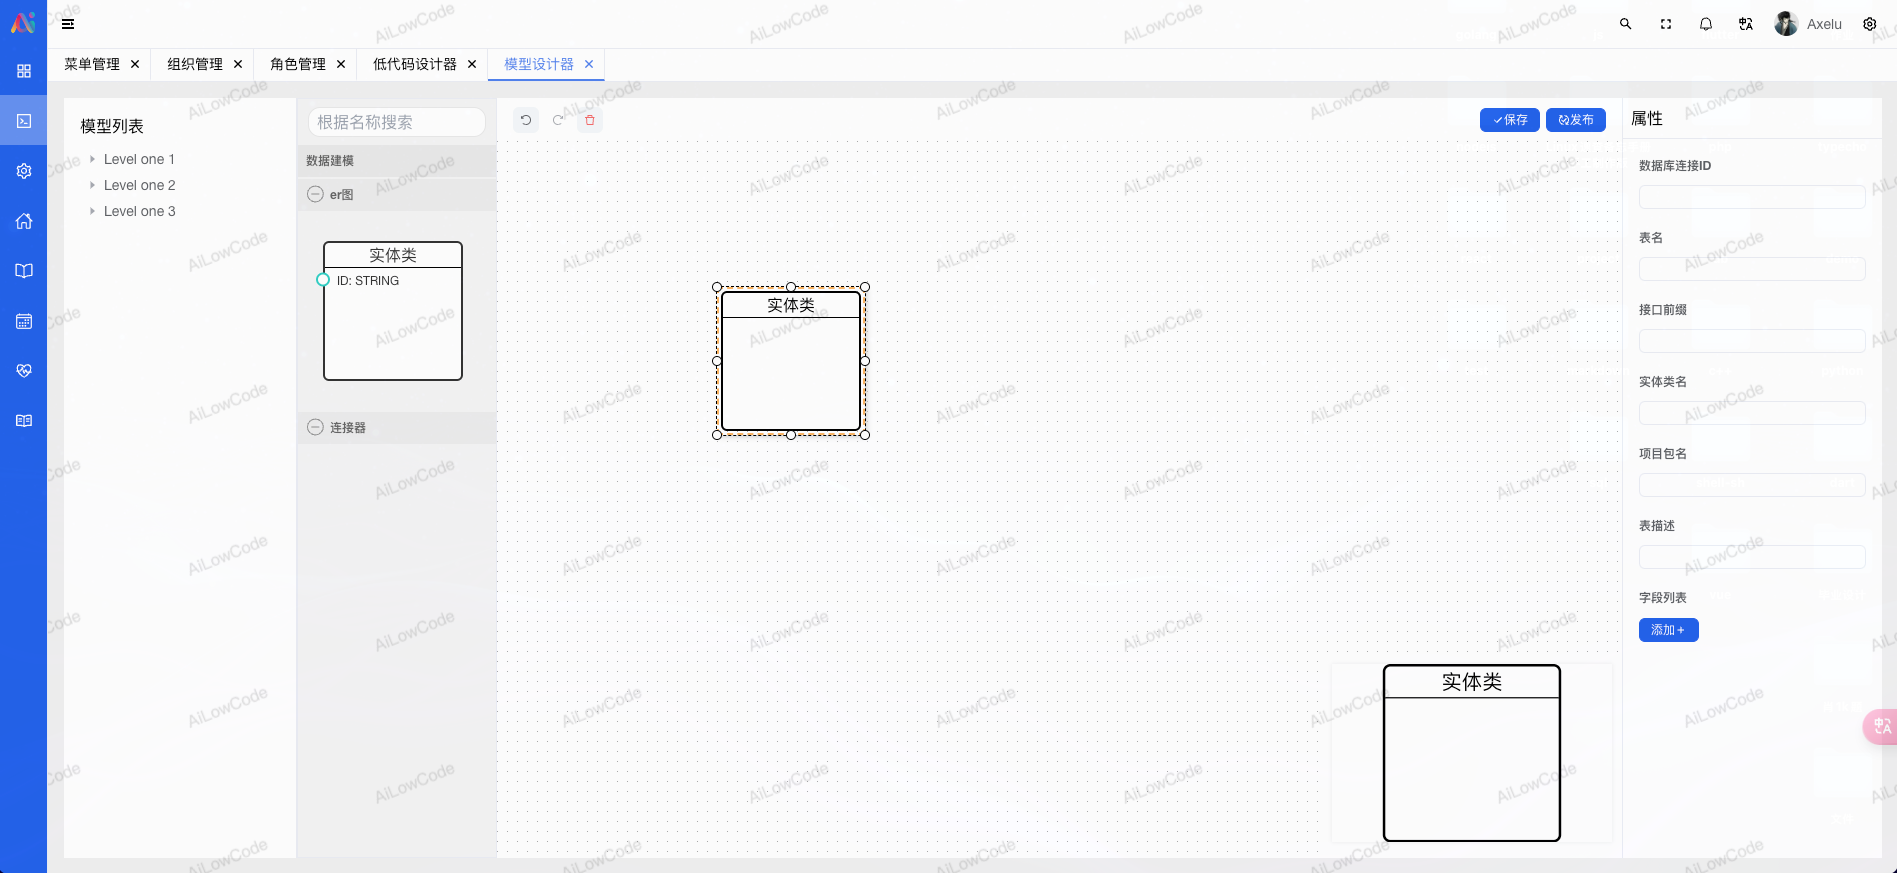 Axelu
菜单管理
组织管理
角色管理
低代码设计器
模型设计器
模型列表
Level one 1
Level one 2
Level one 3
根据名称搜索
数据建模
er图
实体类
ID: STRING
连接器
保存
发布
实体类
实体类
属性
数据库连接ID
表名
接口前缀
实体类名
项目包名
表描述
字段列表
添加+
AiLowCode